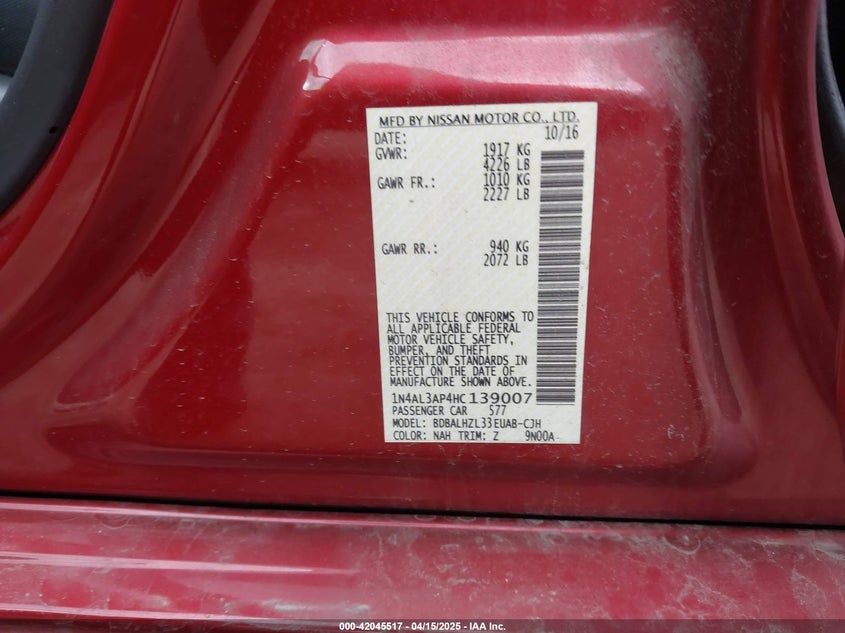 MFD BY NISSAN MOTOR CO., LTD.
DATE: 10/16
GVWR: 1917 KG
4226 LB
GAWR FR.: 1010 KG
2227 LB
GAWR RR.: 940 KG
2072 LB
THIS VEHICLE CONFORMS TO
ALL APPLICABLE FEDERAL
MOTOR VEHICLE SAFETY,
BUMPER, AND THEFT
PREVENTION STANDARDS IN
EFFECT ON THE DATE OF
MANUFACTURE SHOWN ABOVE.
1N4AL3AP4HC139007
PASSENGER CAR 577
MODEL: BDBALHZL33EUAB-CJH
COLOR: NAH TRIM: Z 9N00A
000-42045517 - 04/15/2025 - IAA Inc.